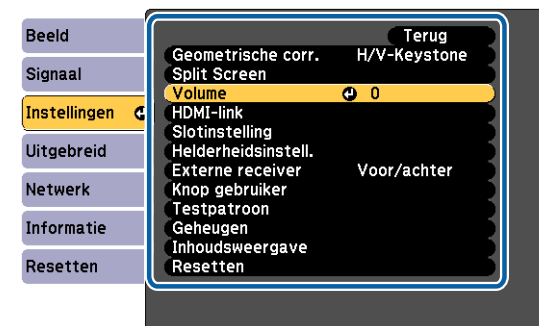 Beeld
Signaal
Instellingen
Uitgebreid
Netwerk
Informatie
Resetten
Terug
Geometrische corr. H/V-Keystone
Split Screen
Volume 0
HDMI-link
Slotinstelling
Helderheidsinstell.
Externe receiver Voor/achter
Knop gebruiker
Testpatroon
Geheugen
Inhoudsweergave
Resetten